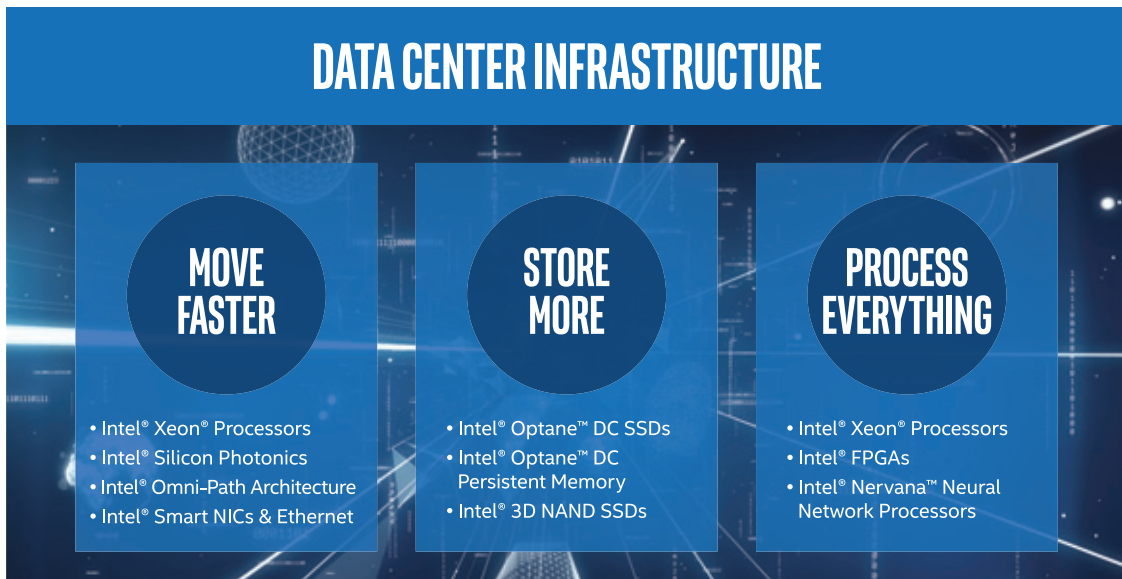 DATA CENTER INFRASTRUCTURE
MOVE
FASTER
• Intel® Xeon® Processors
• Intel® Silicon Photonics
• Intel® Omni-Path Architecture
• Intel® Smart NICs & Ethernet
STORE
MORE
• Intel® Optane™ DC SSDs
• Intel® Optane™ DC
Persistent Memory
• Intel® 3D NAND SSDs
PROCESS
EVERYTHING
• Intel® Xeon® Processors
• Intel® FPGAs
• Intel® Nervana™ Neural
Network Processors